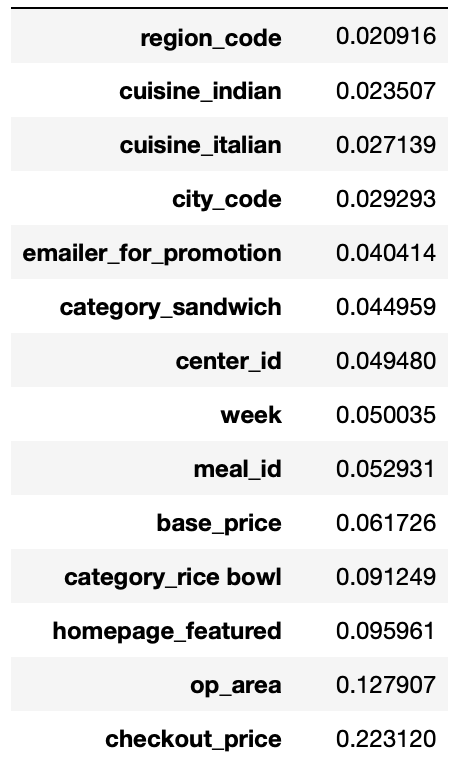 region_code 0.020916
cuisine_indian 0.023507
cuisine_italian 0.027139
city_code 0.029293
emailer_for_promotion 0.040414
category_sandwich 0.044959
center_id 0.049480
week 0.050035
meal_id 0.052931
base_price 0.061726
category_rice bowl 0.091249
homepage_featured 0.095961
op_area 0.127907
checkout_price 0.223120